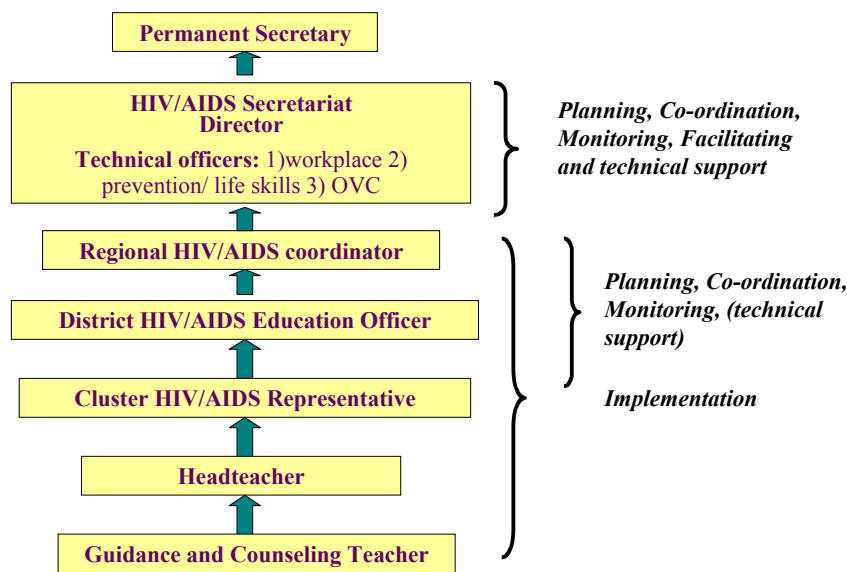 Permanent Secretary
HIV/AIDS Secretariat
Director
Technical officers: 1)workplace 2)
prevention/ life skills 3) OVC
Planning, Co-ordination,
Monitoring, Facilitating
and technical support
Regional HIV/AIDS coordinator
District HIV/AIDS Education Officer
Planning, Co-ordination,
Monitoring, (technical
support)
Cluster HIV/AIDS Representative
Implementation
Headteacher
Guidance and Counseling Teacher